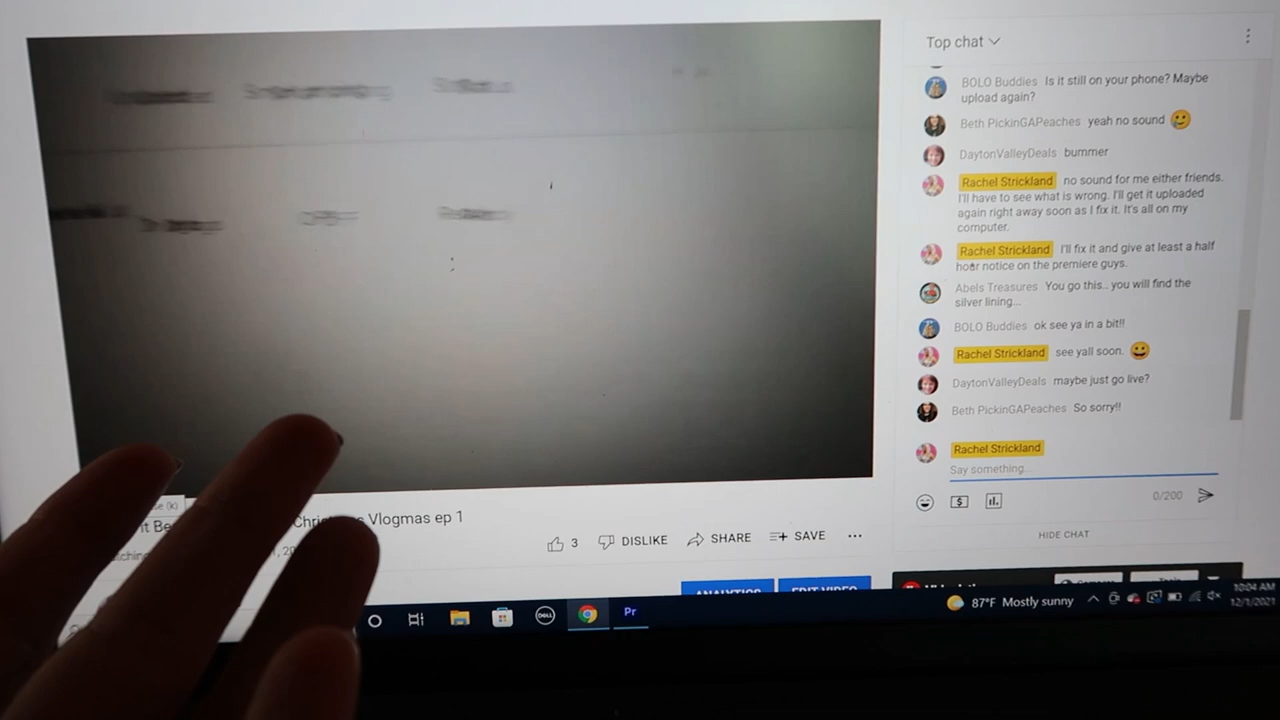 Top chat
BOLO Buddies Is it still on your phone? Maybe
upload again?
Beth PickinGAPeaches yeah no sound
DaytonValleyDeals bummer
Rachel Strickland no sound for me either friends.
I'll have to see what is wrong. I'll get it uploaded
again right away soon as I fix it. It's all on my
computer.
Rachel Strickland I'll fix it and give at least a half
hour notice on the premiere guys.
Abels Treasures You go this.. you will find the
silver lining...
BOLO Buddies ok see ya in a bit!!
Rachel Strickland see yall soon.
DaytonValleyDeals maybe just go live?
Beth PickinGAPeaches So sorry!!
Rachel Strickland
Say something...
0/200
HIDE CHAT
(k)
it Be
Vlogmas ep 1
3 DISLIKE SHARE SAVE
ANALYTICS EDIT VIDEO
DELL Pr 87°F Mostly sunny
10:04 AM
12/1/2021